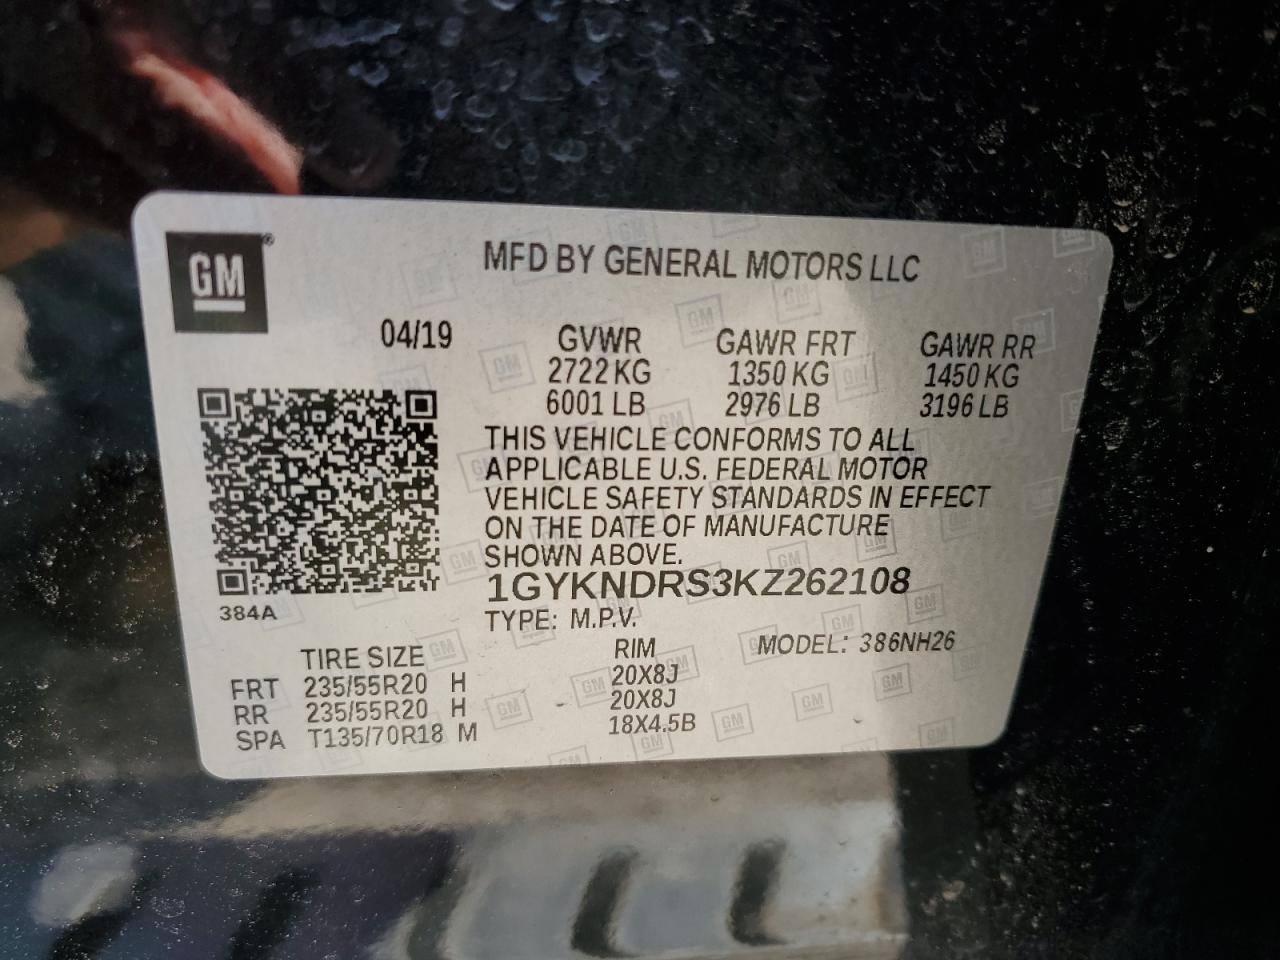 GM®
MFD BY GENERAL MOTORS LLC
04/19
GVWR GAWR FRT GAWR RR
2722 KG 1350 KG 1450 KG
6001 LB 2976 LB 3196 LB
THIS VEHICLE CONFORMS TO ALL
APPLICABLE U.S. FEDERAL MOTOR
VEHICLE SAFETY STANDARDS IN EFFECT
ON THE DATE OF MANUFACTURE
SHOWN ABOVE.
1GYKNDRS3KZ262108
384A
TYPE: M.P.V.
TIRE SIZE RIM MODEL: 386NH26
FRT 235/55R20 H 20X8J
RR 235/55R20 H 20X8J
SPA T135/70R18 M 18X4.5B